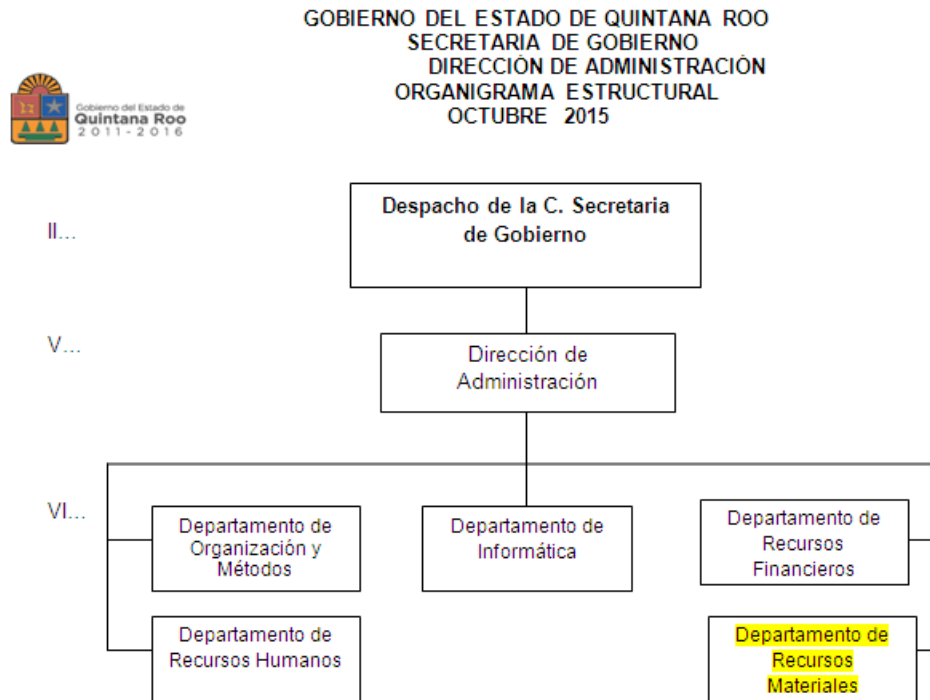 GOBIERNO DEL ESTADO DE QUINTANA ROO
SECRETARIA DE GOBIERNO
DIRECCIÓN DE ADMINISTRACIÓN
ORGANIGRAMA ESTRUCTURAL
OCTUBRE 2015
Gobierno del Estado de
Quintana Roo
2011-2016
II...
Despacho de la C. Secretaria
de Gobierno
V...
Dirección de
Administración
VI...
Departamento de
Organización y
Métodos
Departamento de
Informática
Departamento de
Recursos
Financieros
Departamento de
Recursos Humanos
Departamento de
Recursos
Materiales